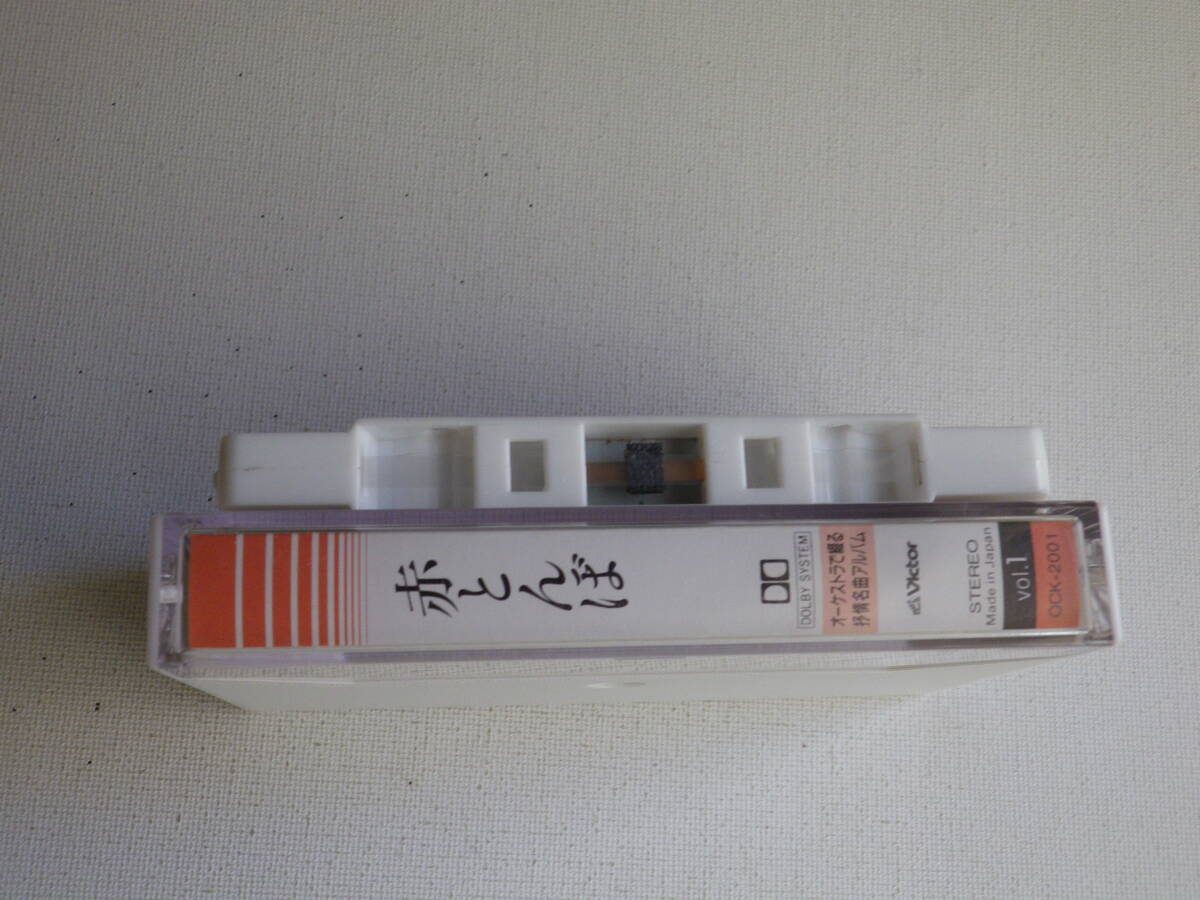 赤とんぼ
DOLBY SYSTEM
オーケストラで綴る
抒情名曲アルバム
Victor
STEREO
Made in Japan
vol.1
OCK-2001